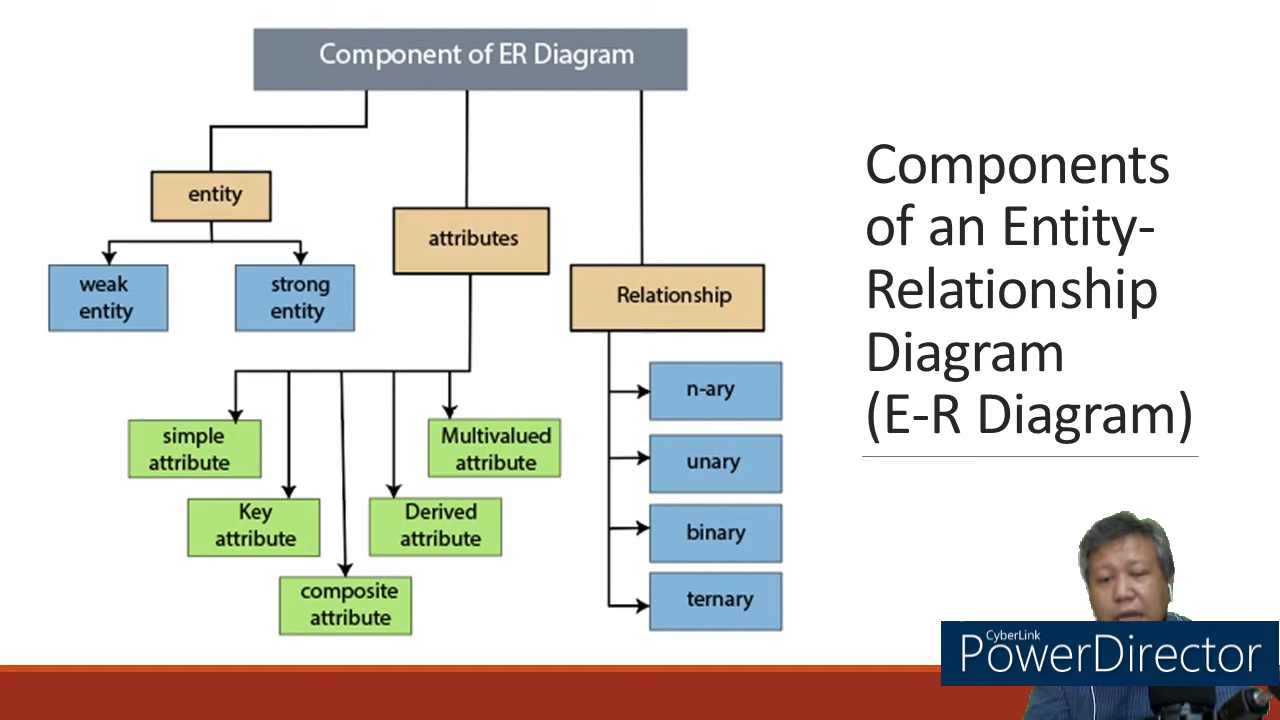 Component of ER Diagram
entity
weak
entity
strong
entity
attributes
Relationship
simple
attribute
Key
attribute
composite
attribute
Derived
attribute
Multivalued
attribute
n-ary
unary
binary
ternary
Components
of an Entity-
Relationship
Diagram
(E-R Diagram)
CyberLink
PowerDirector